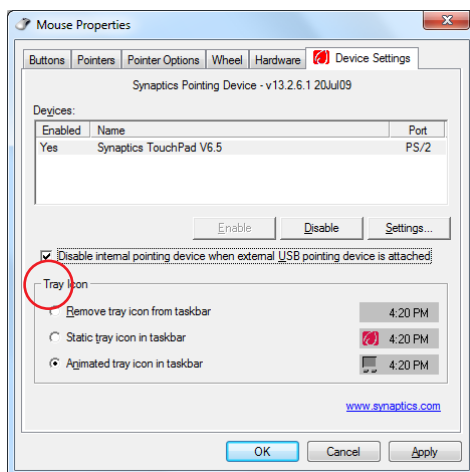 Mouse Properties
Buttons Pointers Pointer Options Wheel Hardware Device Settings
Synaptics Pointing Device - v13.2.6.1 20Jul09
Devices:
Enabled Name Port
Yes Synaptics TouchPad V6.5 PS/2
Enable Disable Settings...
Disable internal pointing device when external USB pointing device is attached
Tray Icon
Remove tray icon from taskbar 4:20 PM
Static tray icon in taskbar 4:20 PM
Animated tray icon in taskbar 4:20 PM
www.synaptics.com
OK Cancel Apply